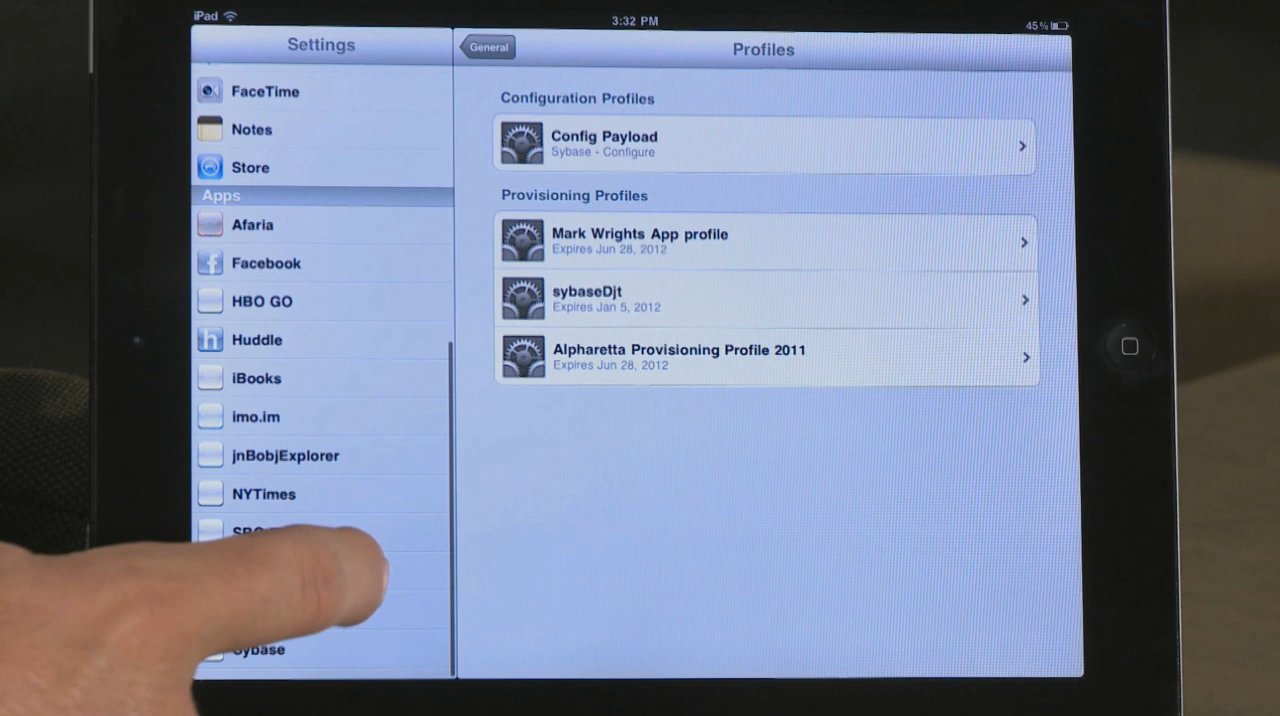 iPad
3:32 PM
45%
Settings
FaceTime
Notes
Store
Apps
Afaria
Facebook
HBO GO
Huddle
iBooks
imo.im
jnBobjExplorer
NYTimes
Sybase
General
Profiles
Configuration Profiles
Config Payload
Sybase - Configure
Provisioning Profiles
Mark Wrights App profile
Expires Jun 28, 2012
sybaseDjt
Expires Jan 5, 2012
Alpharetta Provisioning Profile 2011
Expires Jun 28, 2012